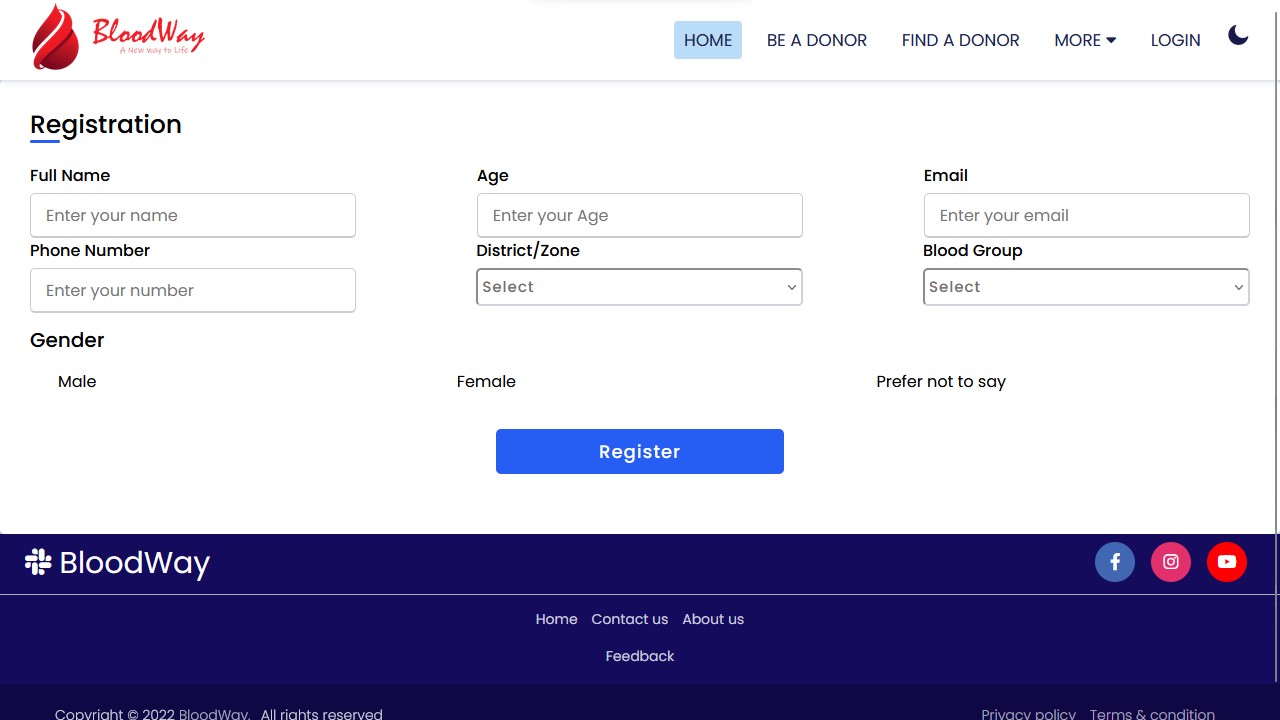 BloodWay
A New way to Life
HOME BE A DONOR FIND A DONOR MORE LOGIN
Registration
Full Name Age Email
Enter your name Enter your Age Enter your email
Phone Number District/Zone Blood Group
Enter your number Select Select
Gender
Male Female Prefer not to say
Register
BloodWay
Home Contact us About us
Feedback
Copyright © 2022 BloodWay. All rights reserved Privacy policy Terms & condition